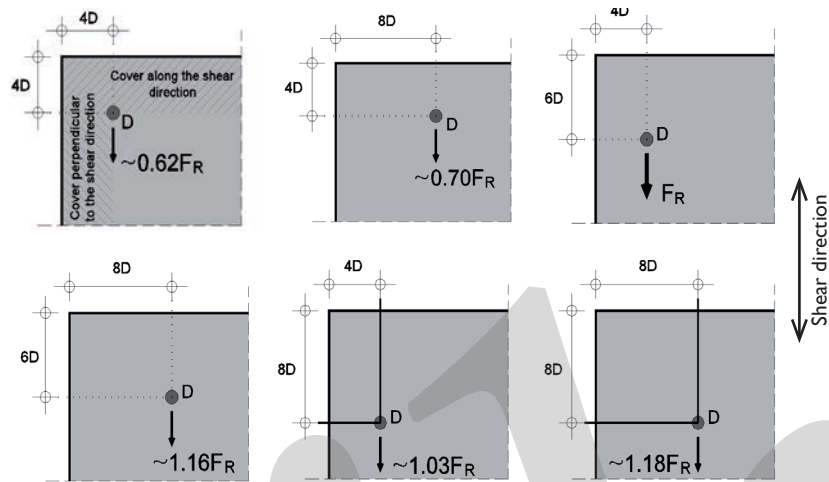 4D
4D
Cover along the shear
direction
Cover perpendicular
to the shear direction
D
~0.62FR
8D
4D
D
~0.70FR
4D
6D
D
FR
Shear direction
8D
6D
D
~1.16FR
4D
8D
D
~1.03FR
8D
8D
D
~1.18FR